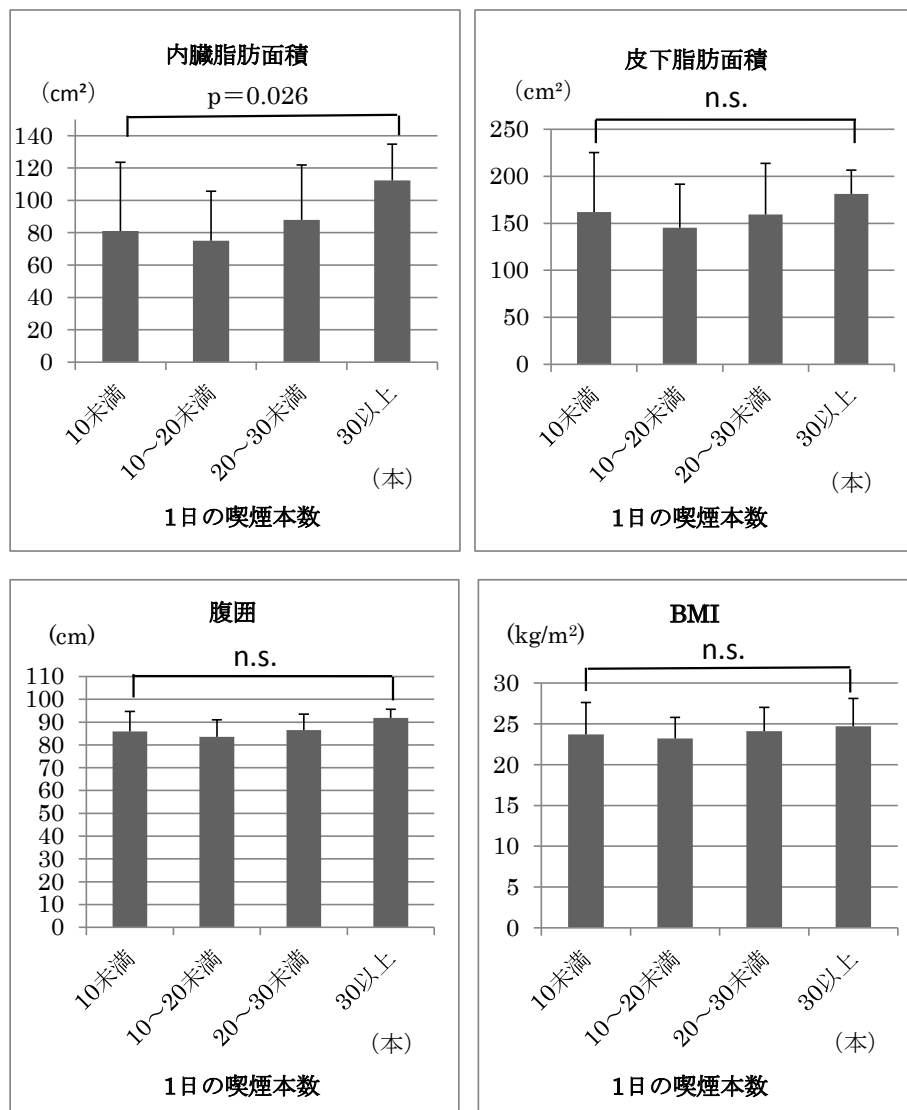 内臓脂肪面積
（cm²）
p＝0.026
140
120
100
80
60
40
20
0
10未満
10～20未満
20～30未満
30以上
（本）
1日の喫煙本数
皮下脂肪面積
（cm²）
n.s.
250
200
150
100
50
0
10未満
10～20未満
20～30未満
30以上
（本）
1日の喫煙本数
腹囲
(cm)
n.s.
110
100
90
80
70
60
50
40
30
20
10
0
10未満
10～20未満
20～30未満
30以上
（本）
1日の喫煙本数
BMI
(kg/m²)
n.s.
30
25
20
15
10
5
0
10未満
10～20未満
20～30未満
30以上
（本）
1日の喫煙本数